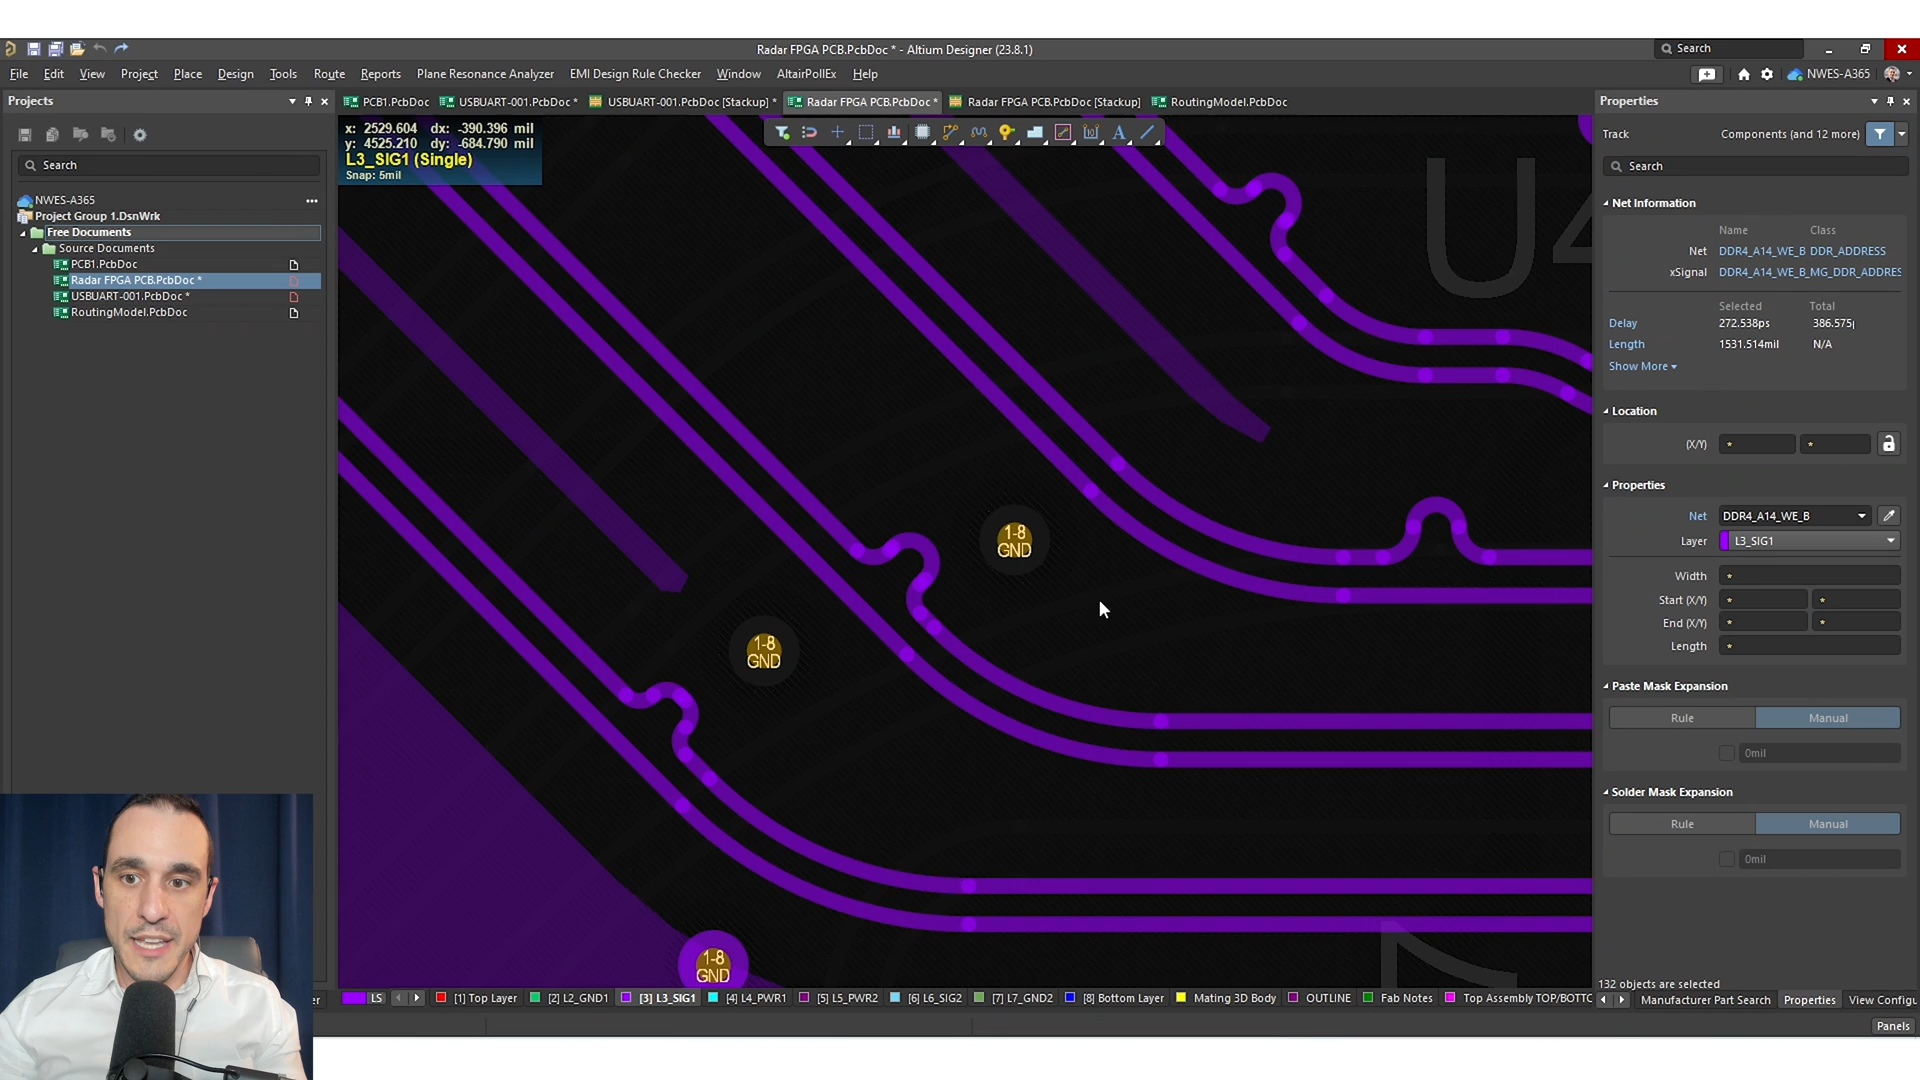 Radar FPGA PCB.PcbDoc * - Altium Designer (23.8.1)
Search
File Edit View Project Place Design Tools Route Reports Plane Resonance Analyzer EMI Design Rule Checker Window AltairPollEx Help
NWES-A365
Projects
PCB1.PcbDoc USBUART-001.PcbDoc * USBUART-001.PcbDoc [Stackup] * Radar FPGA PCB.PcbDoc * Radar FPGA PCB.PcbDoc [Stackup] RoutingModel.PcbDoc
Properties
x: 2529.604 dx: -390.396 mil
y: 4525.210 dy: -684.790 mil
L3_SIG1 (Single)
Snap: 5mil
Track Components (and 12 more)
Search
Search
NWES-A365
Project Group 1.DsnWrk
Free Documents
Source Documents
PCB1.PcbDoc
Radar FPGA PCB.PcbDoc *
USBUART-001.PcbDoc *
RoutingModel.PcbDoc
U4
1-8
GND
1-8
GND
1-8
GND
Net Information
Name Class
Net DDR4_A14_WE_B DDR_ADDRESS
xSignal DDR4_A14_WE_B_MG_DDR_ADDRES
Selected Total
Delay 272.538ps 386.575
Length 1531.514mil N/A
Show More
Location
(X/Y) * *
Properties
Net DDR4_A14_WE_B
Layer L3_SIG1
Width *
Start (X/Y) * *
End (X/Y) * *
Length *
Paste Mask Expansion
Rule Manual
0mil
Solder Mask Expansion
Rule Manual
0mil
132 objects are selected
LS [1] Top Layer [2] L2_GND1 [3] L3_SIG1 [4] L4_PWR1 [5] L5_PWR2 [6] L6_SIG2 [7] L7_GND2 [8] Bottom Layer Mating 3D Body OUTLINE Fab Notes Top Assembly TOP/BOTTO
Manufacturer Part Search Properties View Configu
Panels